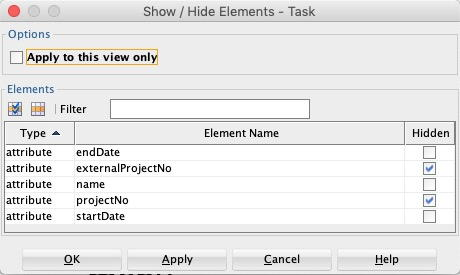 Show / Hide Elements - Task
Options
Apply to this view only
Elements
Filter
Type Element Name Hidden
attribute endDate
attribute externalProjectNo
attribute name
attribute projectNo
attribute startDate
OK Apply Cancel Help